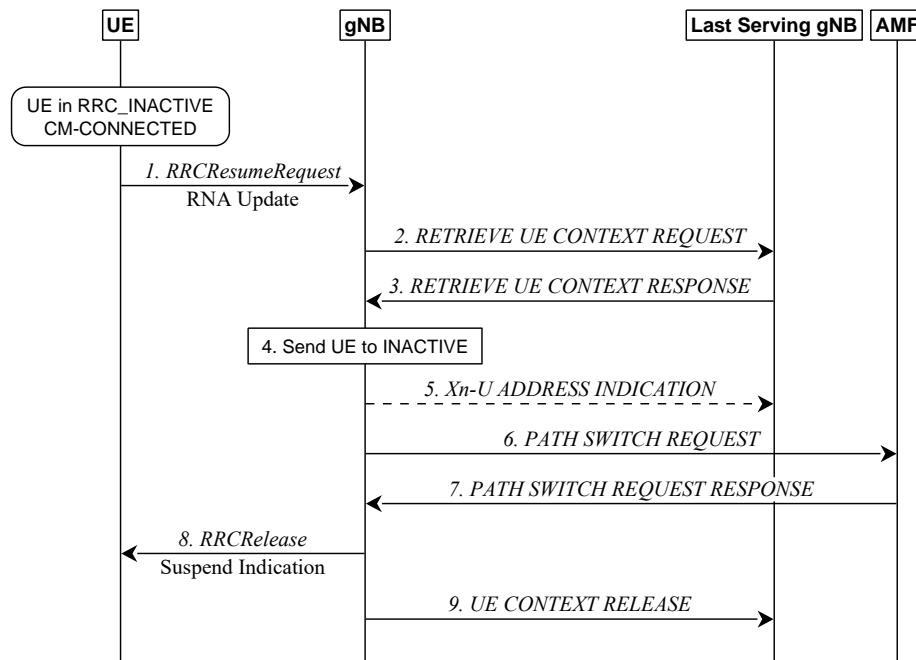 UE
gNB
Last Serving gNB
AMF
UE in RRC_INACTIVE
CM-CONNECTED
1. RRCResumeRequest
RNA Update
2. RETRIEVE UE CONTEXT REQUEST
3. RETRIEVE UE CONTEXT RESPONSE
4. Send UE to INACTIVE
5. Xn-U ADDRESS INDICATION
6. PATH SWITCH REQUEST
7. PATH SWITCH REQUEST RESPONSE
8. RRCRelease
Suspend Indication
9. UE CONTEXT RELEASE